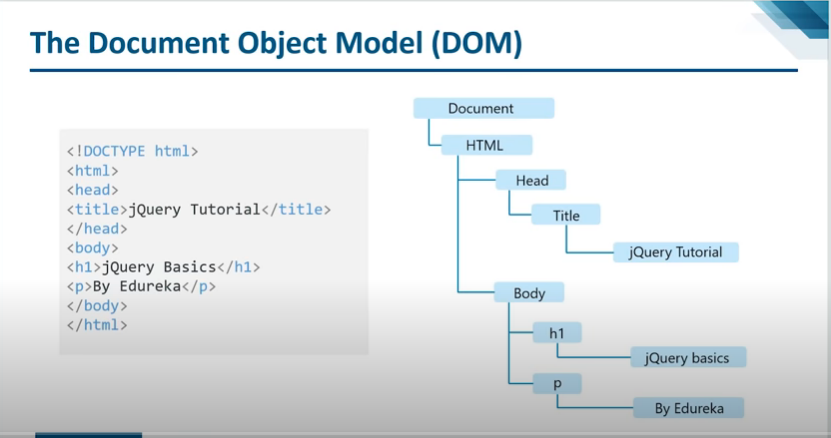 The Document Object Model (DOM)
<!DOCTYPE html>
<html>
<head>
<title>jQuery Tutorial</title>
</head>
<body>
<h1>jQuery Basics</h1>
<p>By Edureka</p>
</body>
</html>
Document
HTML
Head
Title
jQuery Tutorial
Body
h1
jQuery basics
p
By Edureka